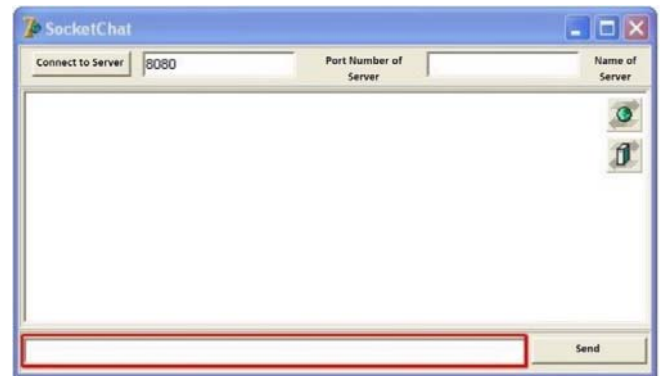 SocketChat
Connect to Server
8080
Port Number of
Server
Name of
Server
Send